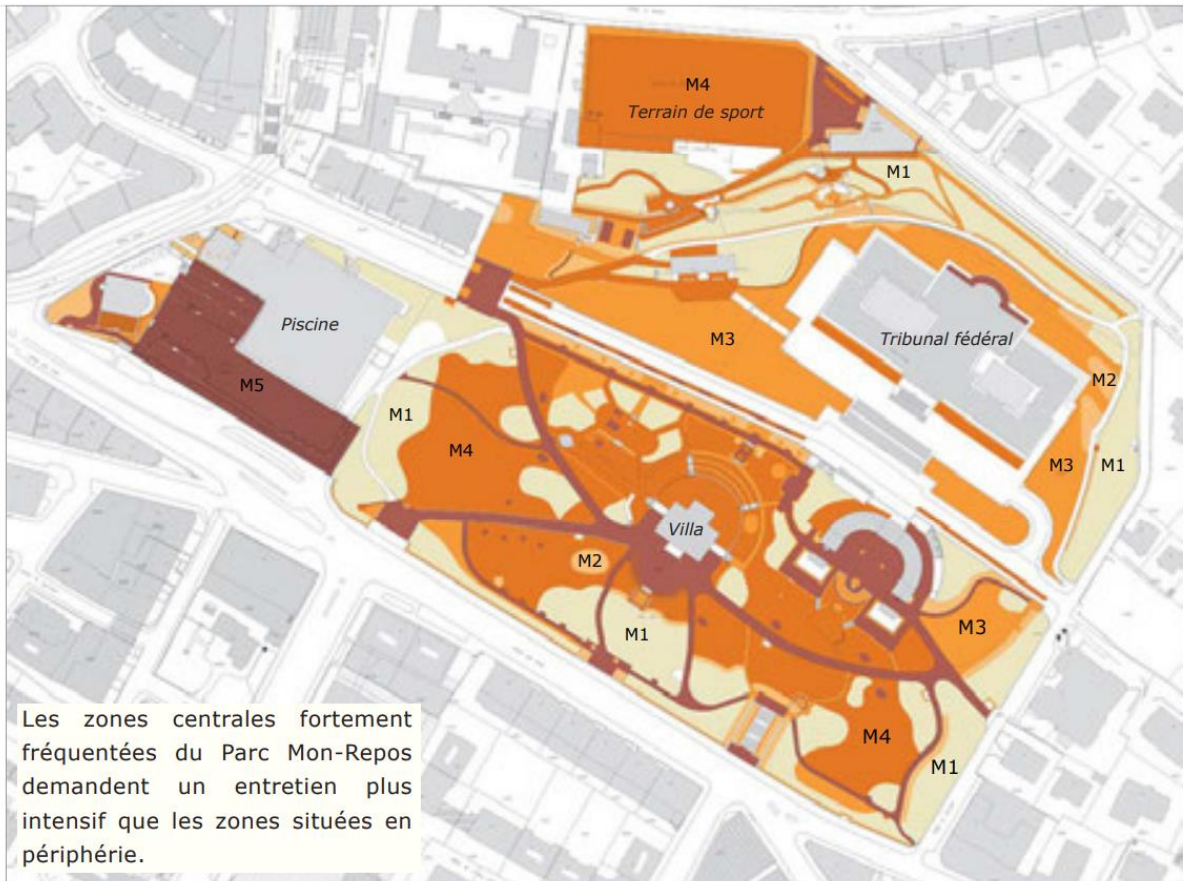 M4
Terrain de sport
M1
Piscine
Tribunal fédéral
M3
M2
M5
M1
M4
M3
M1
Villa
M2
M1
M3
M4
M1
Les zones centrales fortement
fréquentées du Parc Mon-Repos
demandent un entretien plus
intensif que les zones situées en
périphérie.